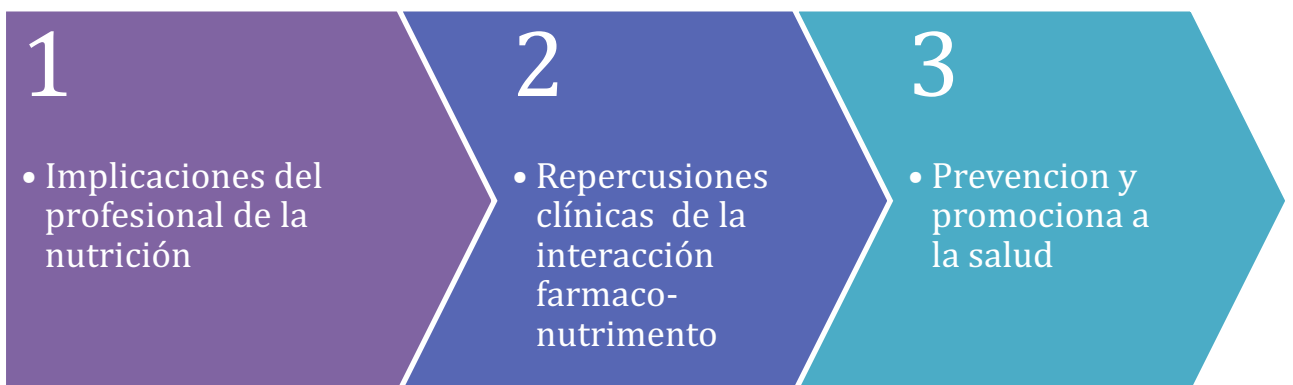 1
• Implicaciones del
profesional de la
nutrición
2
• Repercusiones
clínicas  de la
interacción
farmaco-
nutrimento
3
• Prevencion y
promociona a
la salud